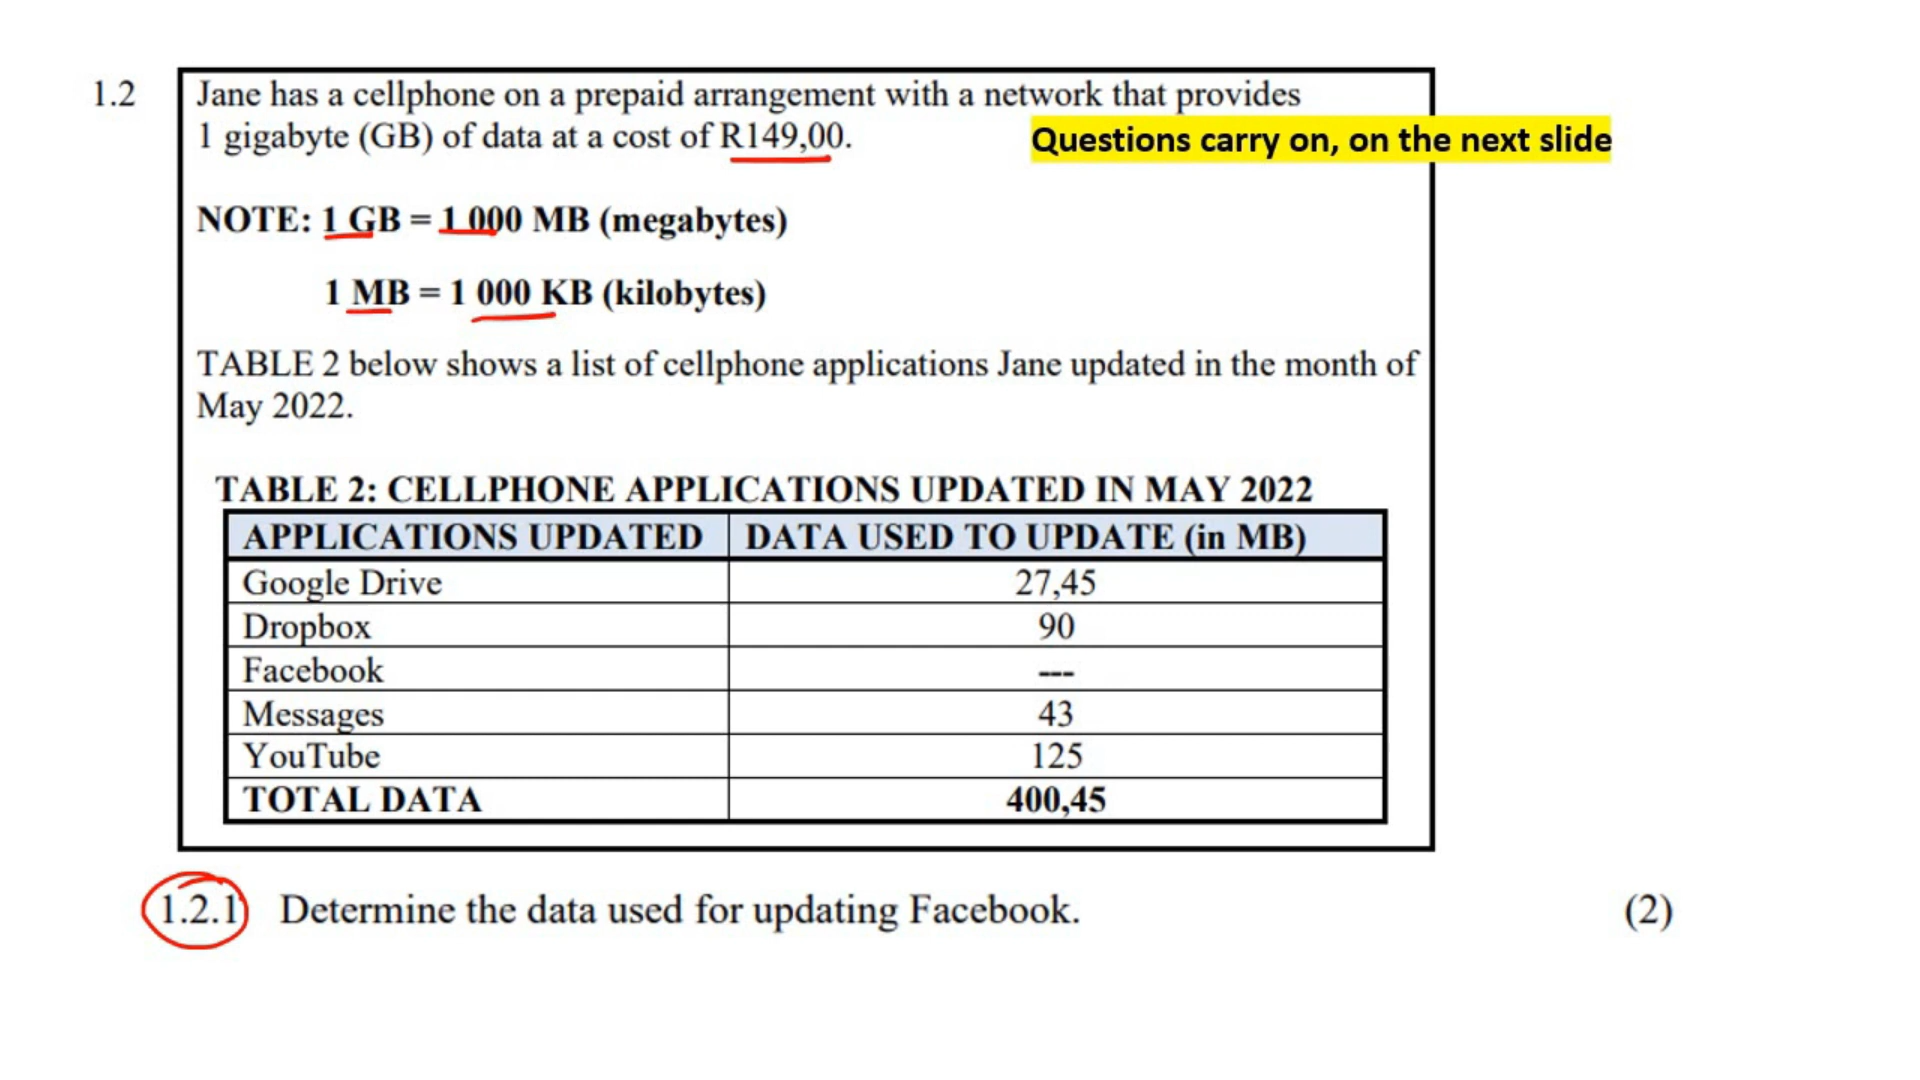 1.2 Jane has a cellphone on a prepaid arrangement with a network that provides
1 gigabyte (GB) of data at a cost of R149,00.
Questions carry on, on the next slide
NOTE: 1 GB = 1 000 MB (megabytes)
1 MB = 1 000 KB (kilobytes)
TABLE 2 below shows a list of cellphone applications Jane updated in the month of
May 2022.
TABLE 2: CELLPHONE APPLICATIONS UPDATED IN MAY 2022
APPLICATIONS UPDATED DATA USED TO UPDATE (in MB)
Google Drive 27,45
Dropbox 90
Facebook ---
Messages 43
YouTube 125
TOTAL DATA 400,45
1.2.1 Determine the data used for updating Facebook. (2)